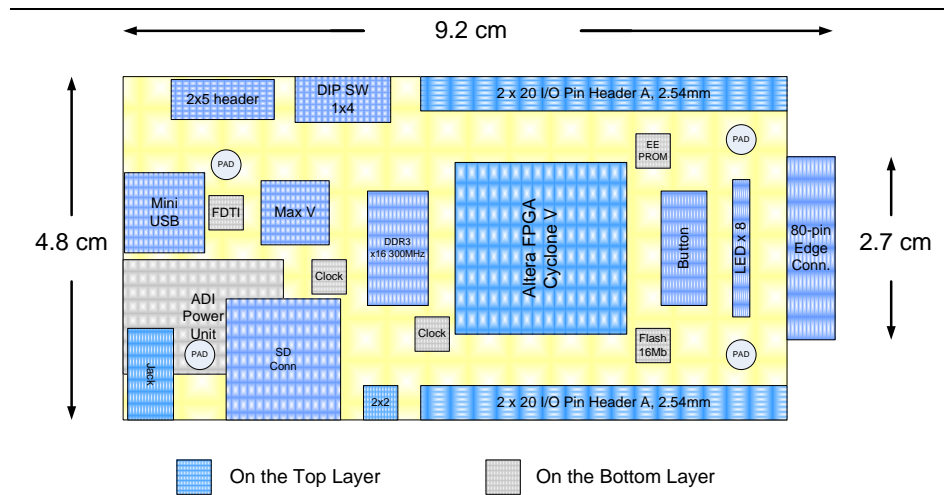 9.2 cm
2x5 header
DIP SW
1x4
2 x 20 I/O Pin Header A, 2.54mm
EE
PROM
PAD
PAD
Mini
USB
FDTI
Max V
DDR3
x16 300MHz
Altera FPGA
Cyclone V
Button
LED x 8
80-pin
Edge
Conn.
4.8 cm
2.7 cm
Clock
ADI
Power
Unit
Clock
Flash
16Mb
PAD
PAD
Jack
SD
Conn
2x2
2 x 20 I/O Pin Header A, 2.54mm
On the Top Layer
On the Bottom Layer